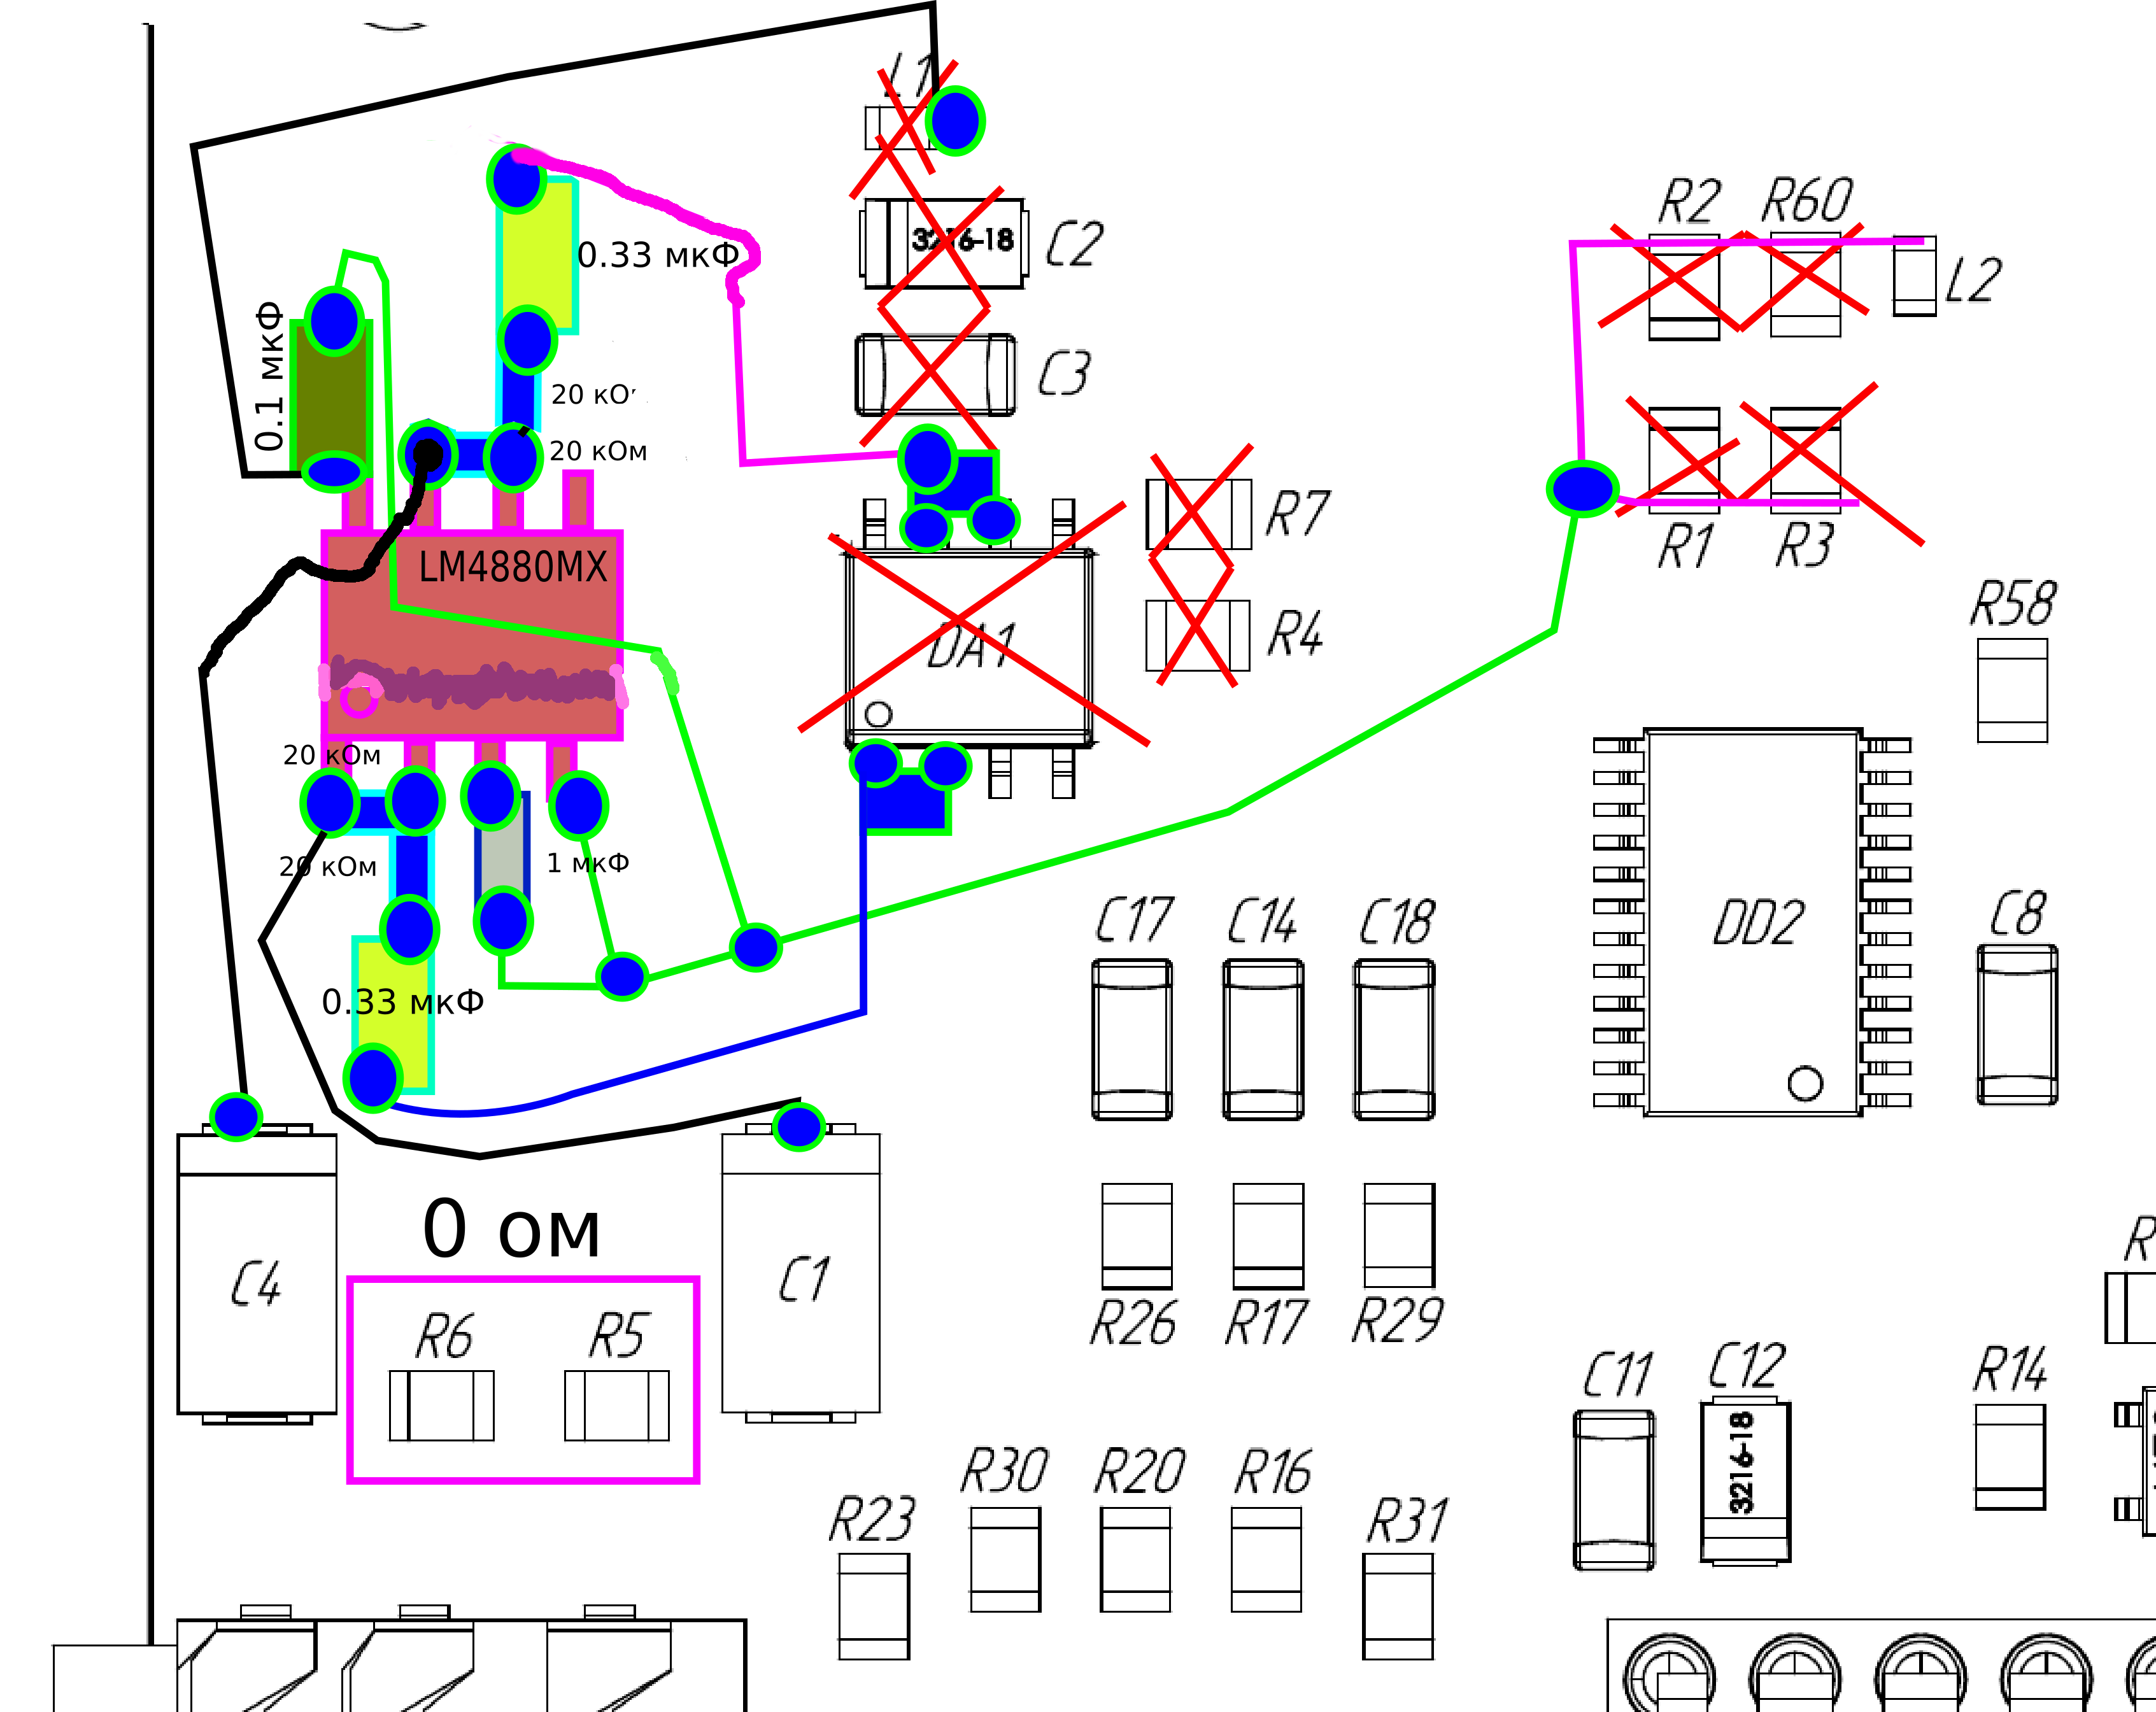 L1
R2
R60
3216-18
C2
0.33 мкФ
L2
0.1 мкФ
C3
20 кО
20 кОм
R7
R1
R3
LM4880MX
R58
DA1
R4
20 кОм
20 кОм
1 мкФ
C17
C14
C18
DD2
C8
0.33 мкФ
0 ом
C4
C1
R6
R5
R26
R17
R29
R
C11
C12
R14
3216-18
R30
R20
R16
R23
R31